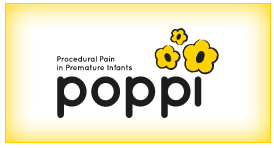 Procedural Pain
in Premature Infants
poppi